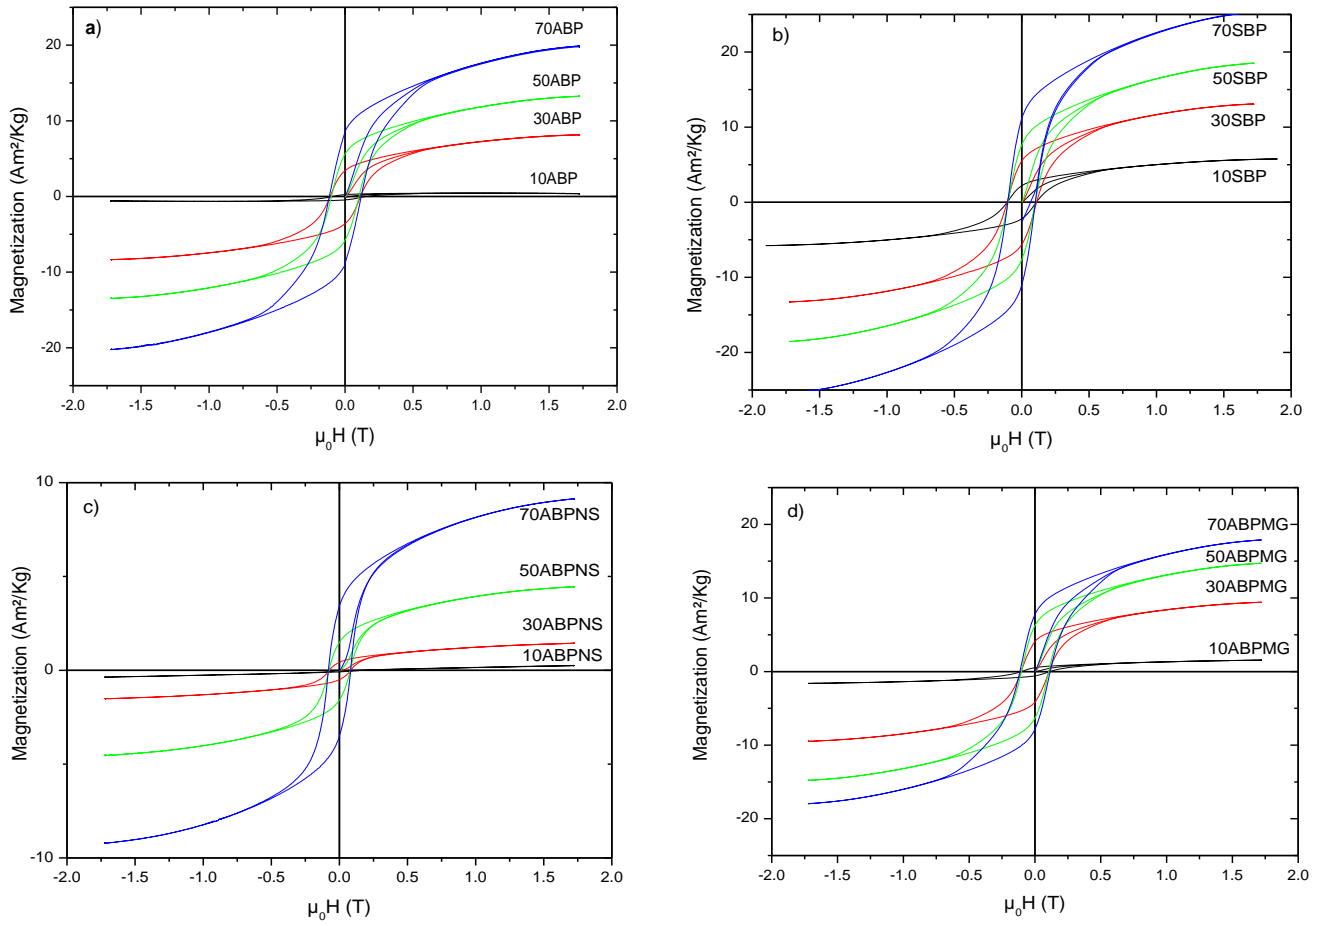 a)
70ABP
50ABP
30ABP
10ABP
20
10
0
-10
-20
-2.0 -1.5 -1.0 -0.5 0.0 0.5 1.0 1.5 2.0
Magnetization (Am²/Kg)
μ₀H (T)
b)
70SBP
50SBP
30SBP
10SBP
20
10
0
-10
-20
-2.0 -1.5 -1.0 -0.5 0.0 0.5 1.0 1.5 2.0
Magnetization (Am²/Kg)
μ₀H (T)
c)
70ABPNS
50ABPNS
30ABPNS
10ABPNS
10
5
0
-5
-10
-2.0 -1.5 -1.0 -0.5 0.0 0.5 1.0 1.5 2.0
Magnetization (Am²/Kg)
μ₀H (T)
d)
70ABPMG
50ABPMG
30ABPMG
10ABPMG
20
10
0
-10
-20
-2.0 -1.5 -1.0 -0.5 0.0 0.5 1.0 1.5 2.0
Magnetization (Am²/Kg)
μ₀H (T)